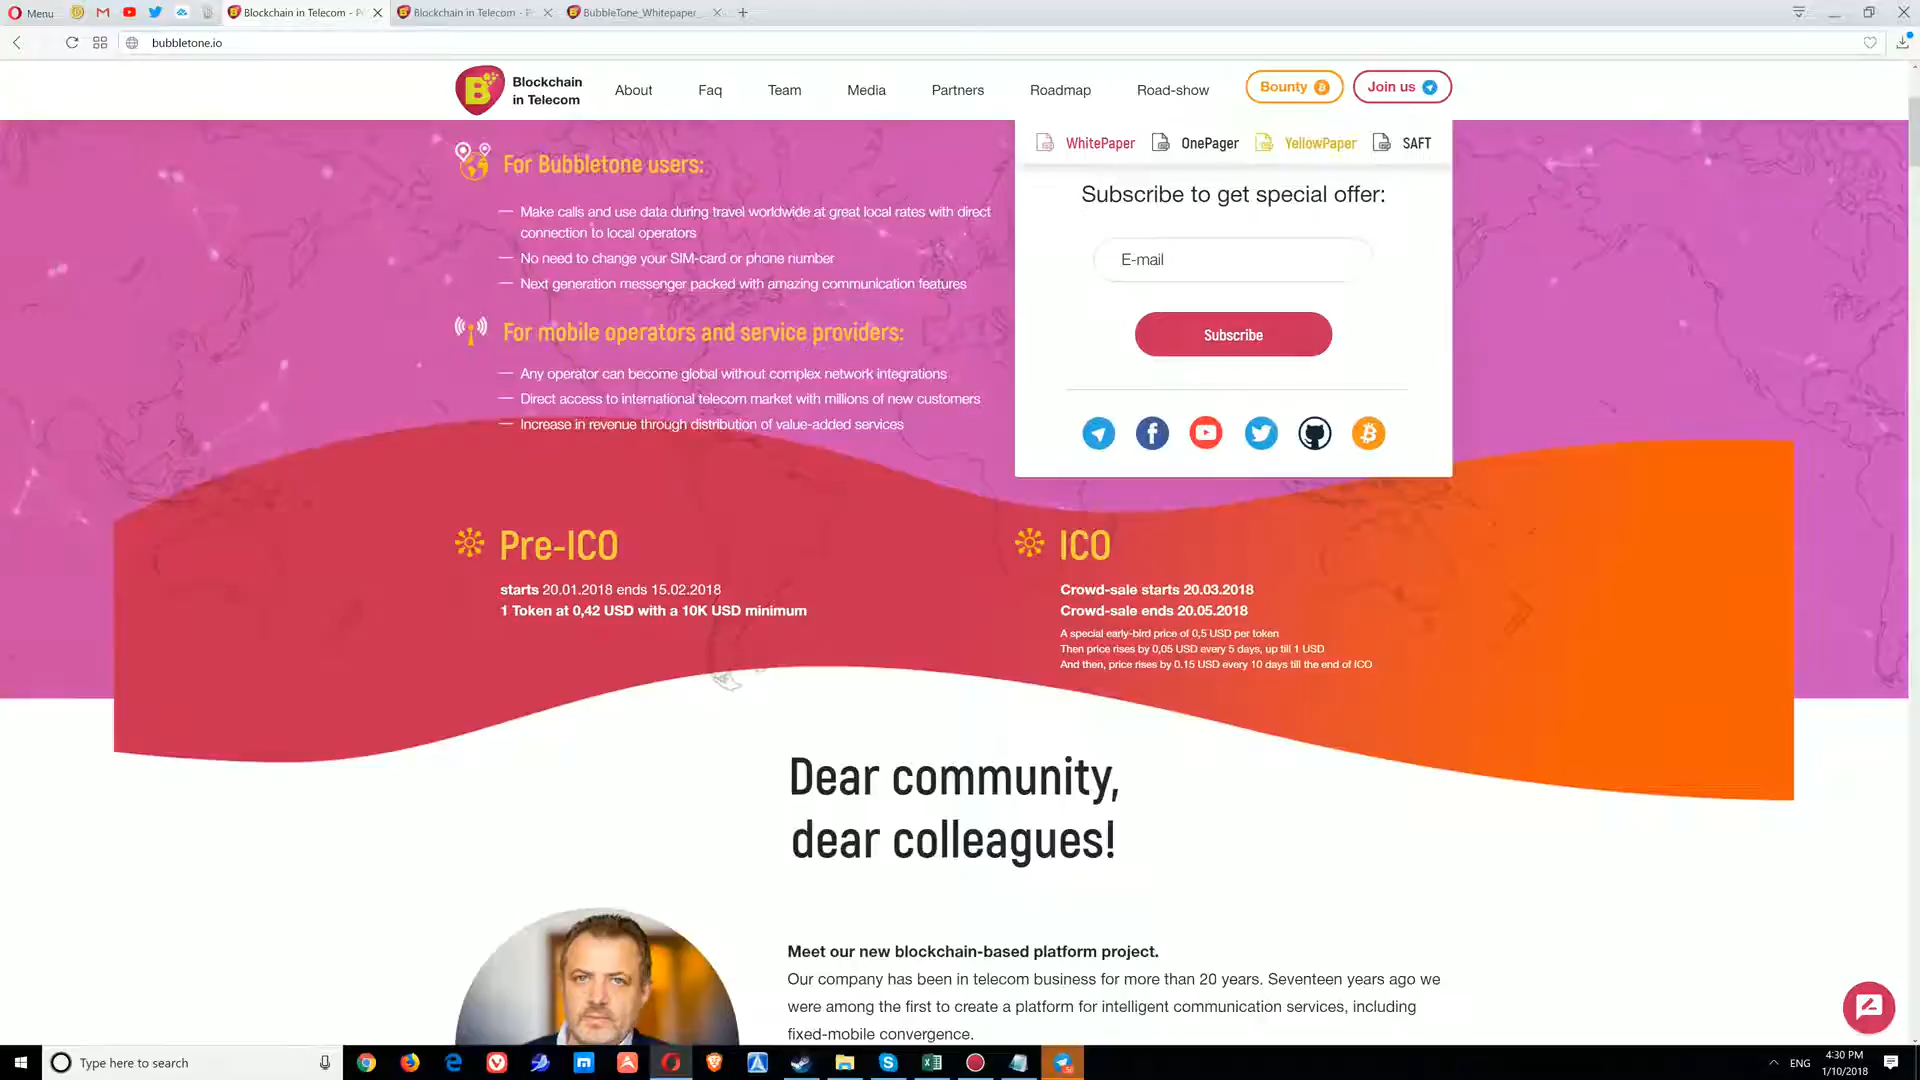 Menu
Blockchain in Telecom - P
Blockchain in Telecom - P
BubbleTone_Whitepaper_
bubbletone.io
Blockchain
in Telecom
About
Faq
Team
Media
Partners
Roadmap
Road-show
Bounty
Join us
WhitePaper
OnePager
YellowPaper
SAFT
For Bubbletone users:
— Make calls and use data during travel worldwide at great local rates with direct
connection to local operators
— No need to change your SIM-card or phone number
— Next generation messenger packed with amazing communication features
For mobile operators and service providers:
— Any operator can become global without complex network integrations
— Direct access to international telecom market with millions of new customers
— Increase in revenue through distribution of value-added services
Subscribe to get special offer:
E-mail
Subscribe
Pre-ICO
starts 20.01.2018 ends 15.02.2018
1 Token at 0,42 USD with a 10K USD minimum
ICO
Crowd-sale starts 20.03.2018
Crowd-sale ends 20.05.2018
A special early-bird price of 0,5 USD per token
Then price rises by 0,05 USD every 5 days, up till 1 USD
And then, price rises by 0.15 USD every 10 days till the end of ICO
Dear community,
dear colleagues!
Meet our new blockchain-based platform project.
Our company has been in telecom business for more than 20 years. Seventeen years ago we
were among the first to create a platform for intelligent communication services, including
fixed-mobile convergence.
Type here to search
ENG
4:30 PM
1/10/2018